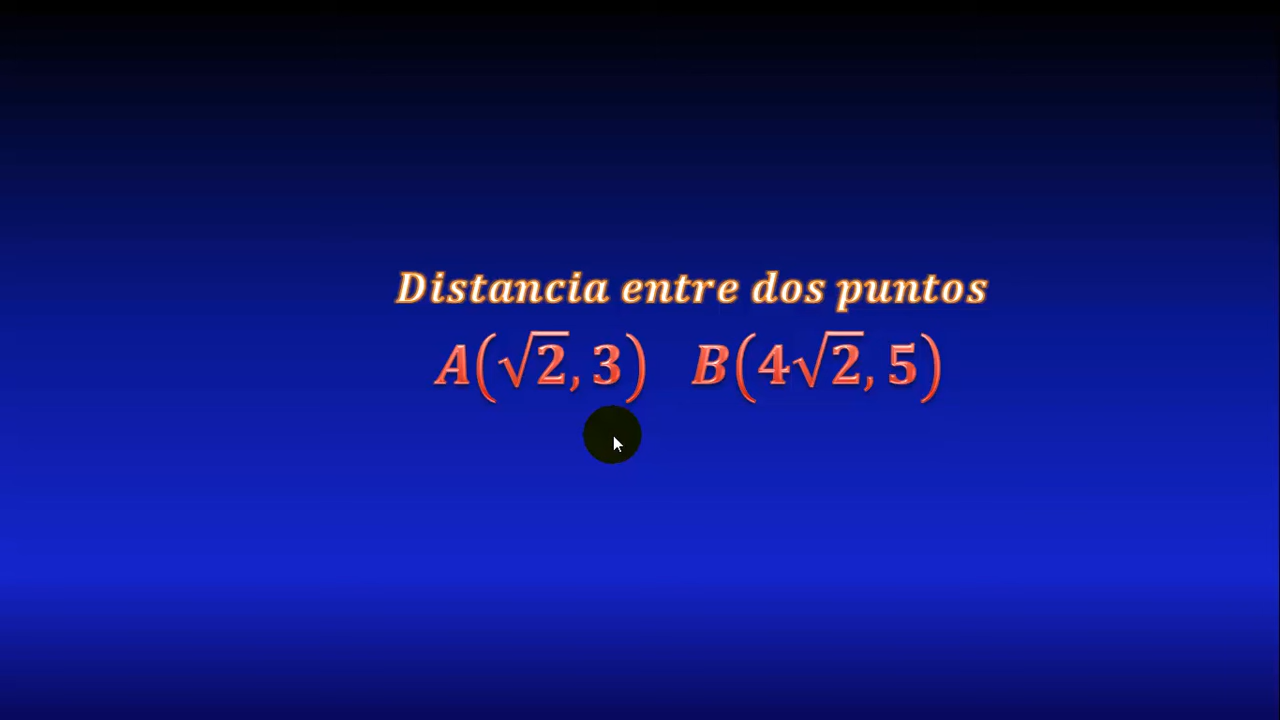 Distancia entre dos puntos
A(√2, 3) B(4√2, 5)